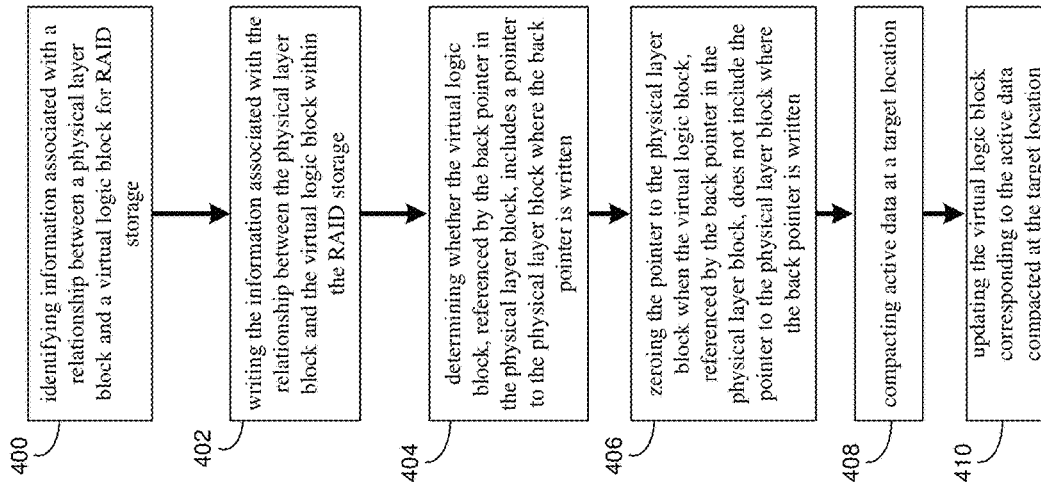 400
identifying information associated with a
relationship between a physical layer
block and a virtual logic block for RAID
storage
402
writing the information associated with the
relationship between the physical layer
block and the virtual logic block within
the RAID storage
404
determining whether the virtual logic
block, referenced by the back pointer in
the physical layer block, includes a pointer
to the physical layer block where the back
pointer is written
406
zeroing the pointer to the physical layer
block when the virtual logic block,
referenced by the back pointer in the
physical layer block, does not include the
pointer to the physical layer block where
the back pointer is written
408
compacting active data at a target location
410
updating the virtual logic block
corresponding to the active data
compacted at the target location